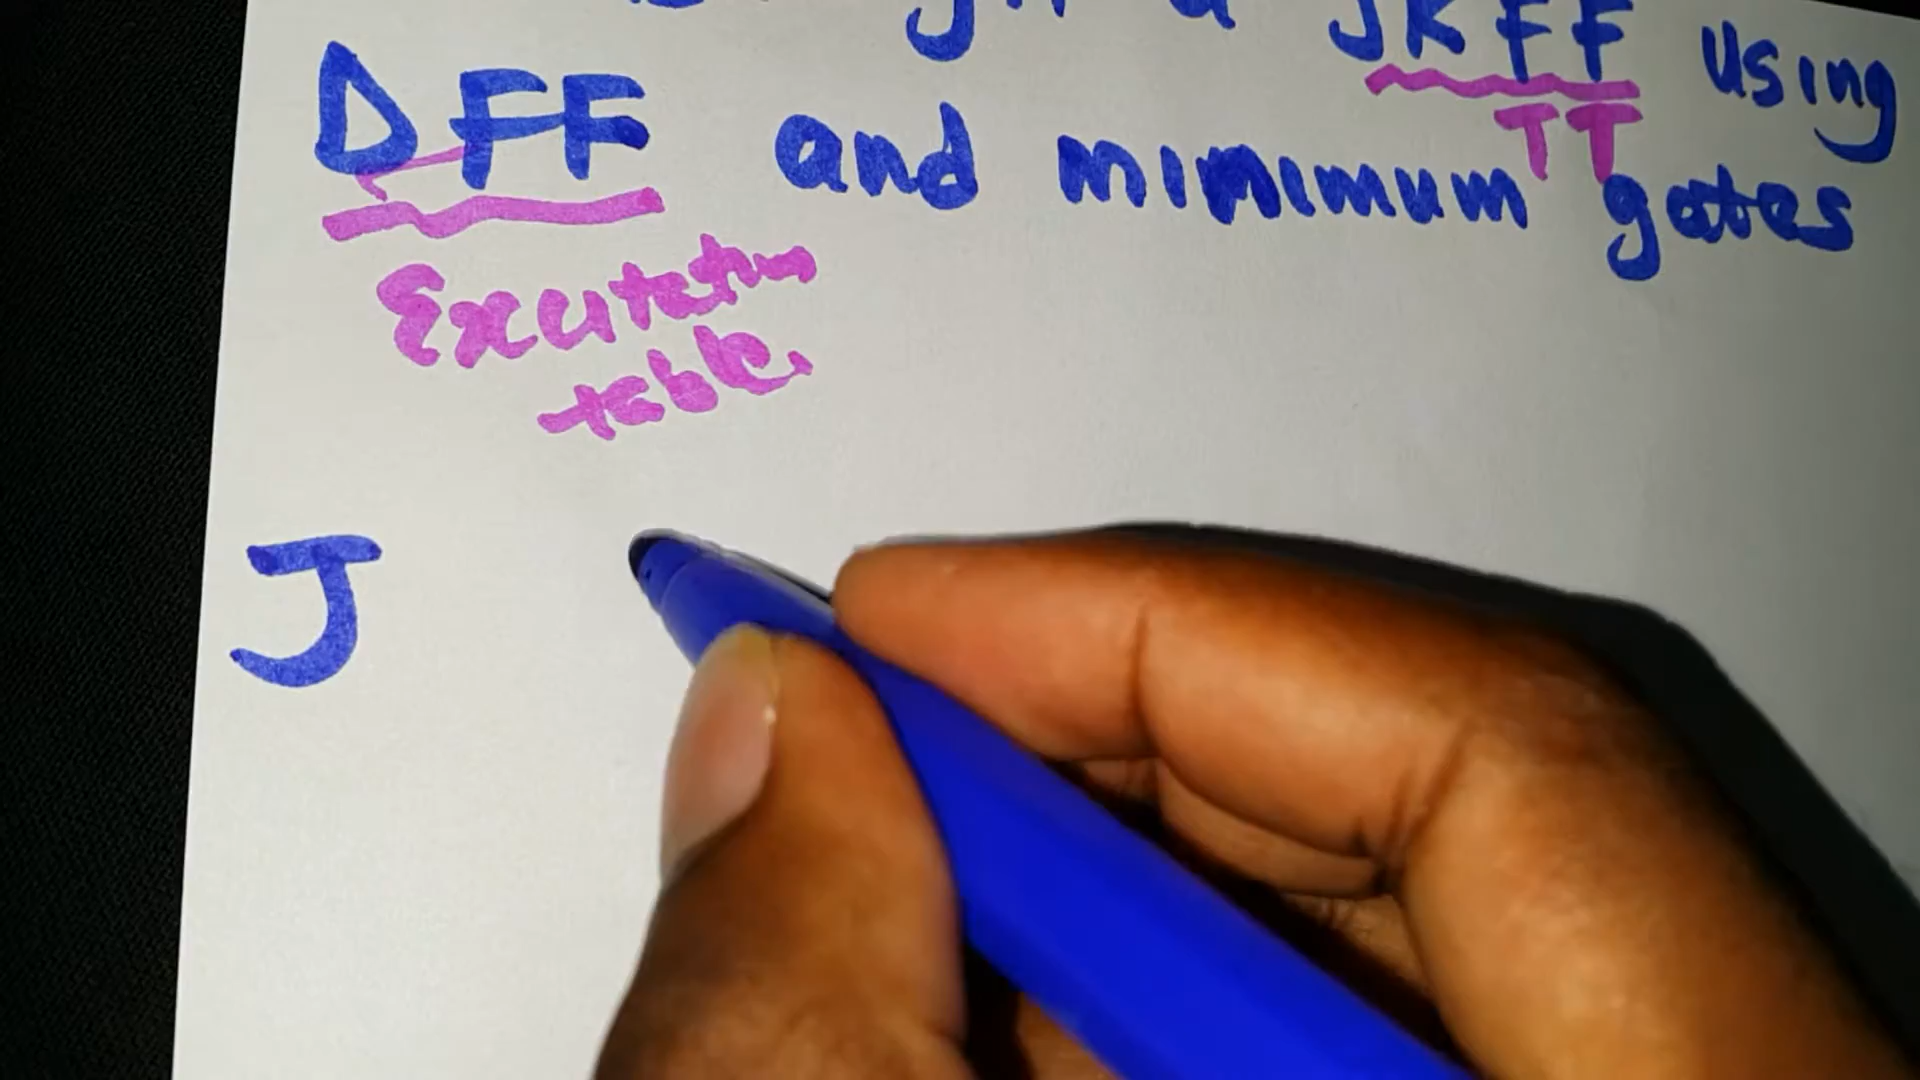 a JKFF using
DFF and minimum gates
TT
Excitation
table
J